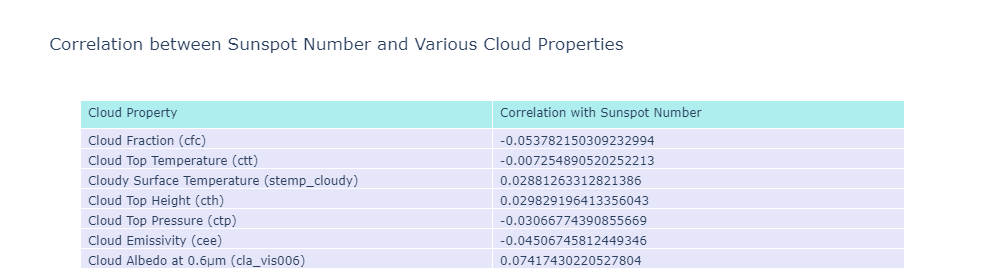 Correlation between Sunspot Number and Various Cloud Properties
Cloud Property Correlation with Sunspot Number
Cloud Fraction (cfc) -0.053782150309232994
Cloud Top Temperature (ctt) -0.007254890520252213
Cloudy Surface Temperature (stemp_cloudy) 0.02881263312821386
Cloud Top Height (cth) 0.029829196413356043
Cloud Top Pressure (ctp) -0.03066774390855669
Cloud Emissivity (cee) -0.04506745812449346
Cloud Albedo at 0.6μm (cla_vis006) 0.07417430220527804